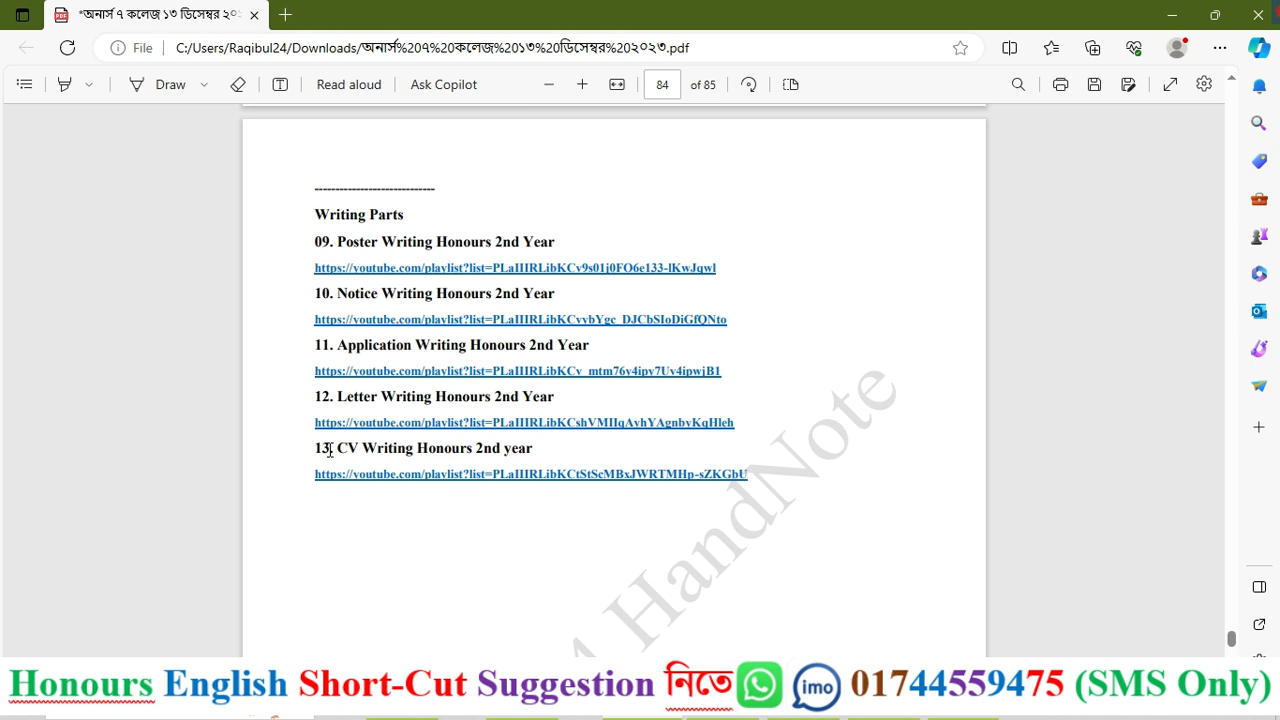 *অনার্স ৭ কলেজ ১৩ ডিসেম্বর ২০২
File C:/Users/Raqibul24/Downloads/অনার্স%20৭%20কলেজ%20১৩%20ডিসেম্বর%20২০২৩.pdf
Draw Read aloud Ask Copilot 84 of 85
-----------------------------
Writing Parts
09. Poster Writing Honours 2nd Year
https://youtube.com/playlist?list=PLaIIIRLibKCv9s01j0FO6e133-lKwJqwl
10. Notice Writing Honours 2nd Year
https://youtube.com/playlist?list=PLaIIIRLibKCvvbYgc_DJCbSIoDiGfQNto
11. Application Writing Honours 2nd Year
https://youtube.com/playlist?list=PLaIIIRLibKCv_mtm76v4ipv7Uv4ipwjB1
12. Letter Writing Honours 2nd Year
https://youtube.com/playlist?list=PLaIIIRLibKCshVMIIqAvhYAgnbvKqHleh
13. CV Writing Honours 2nd year
https://youtube.com/playlist?list=PLaIIIRLibKCtStScMBxJWRTMHp-sZKGbU
HandNote
Honours English Short-Cut Suggestion নিতে imo 01744559475 (SMS Only)